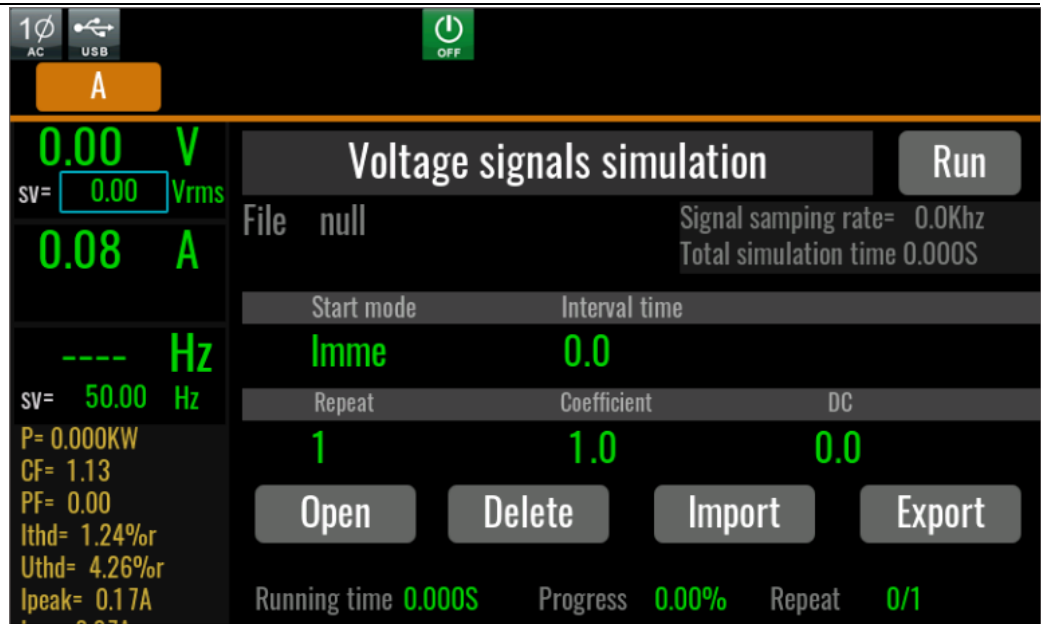 1Ø
AC USB OFF
A
0.00 V
sv= 0.00 Vrms
0.08 A
---- Hz
sv= 50.00 Hz
P= 0.000KW
CF= 1.13
PF= 0.00
Ithd= 1.24%r
Uthd= 4.26%r
Ipeak= 0.17A
Voltage signals simulation Run
File null
Signal samping rate= 0.0Khz
Total simulation time 0.000S
Start mode Interval time
Imme 0.0
Repeat Coefficient DC
1 1.0 0.0
Open Delete Import Export
Running time 0.000S Progress 0.00% Repeat 0/1